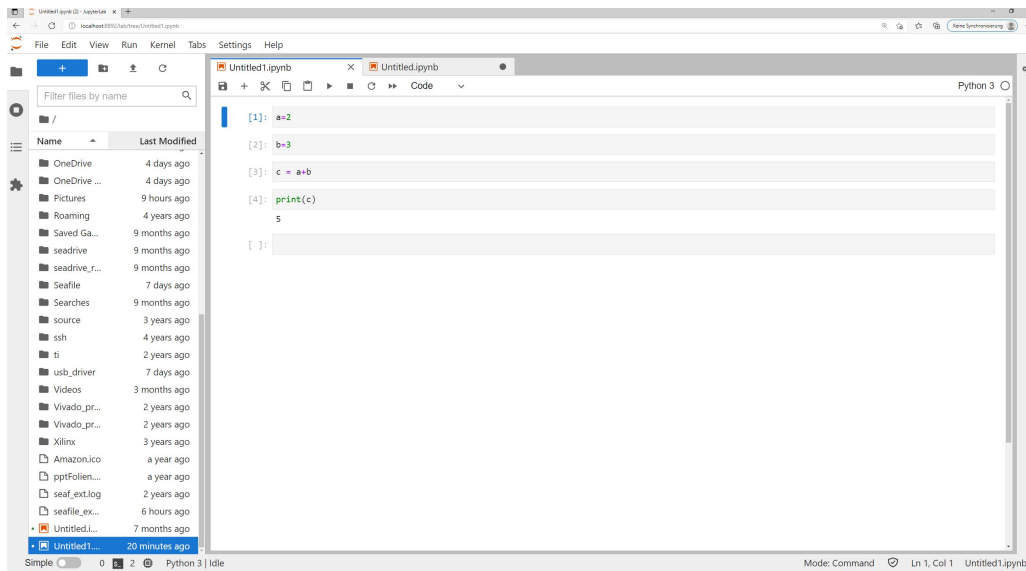 Untitled1.ipynb (2) - JupyterLab
localhost:8892/lab/tree/Untitled1.ipynb
Keine Synchronisierung
File Edit View Run Kernel Tabs Settings Help
Untitled1.ipynb Untitled.ipynb
Code Python 3
Filter files by name
/
Name Last Modified
OneDrive 4 days ago
OneDrive ... 4 days ago
Pictures 9 hours ago
Roaming 4 years ago
Saved Ga... 9 months ago
seadrive 9 months ago
seadrive_r... 9 months ago
Seafile 7 days ago
Searches 9 months ago
source 3 years ago
ssh 4 years ago
ti 2 years ago
usb_driver 7 days ago
Videos 3 months ago
Vivado_pr... 2 years ago
Vivado_pr... 2 years ago
Xilinx 3 years ago
Amazon.ico a year ago
pptFolien.... a year ago
seaf_ext.log 2 years ago
seafile_ex... 6 hours ago
Untitled.i... 7 months ago
Untitled1.... 20 minutes ago
[1]: a=2
[2]: b=3
[3]: c = a+b
[4]: print(c)
5
[ ]:
Simple 0 2 Python 3 | Idle Mode: Command Ln 1, Col 1 Untitled1.ipynb